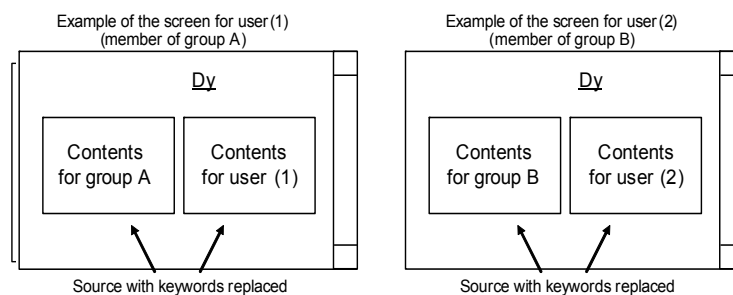 Example of the screen for user(1)
(member of group A)
Dy
Contents
for group A
Contents
for user (1)
Source with keywords replaced
Example of the screen for user(2)
(member of group B)
Dy
Contents
for group B
Contents
for user (2)
Source with keywords replaced